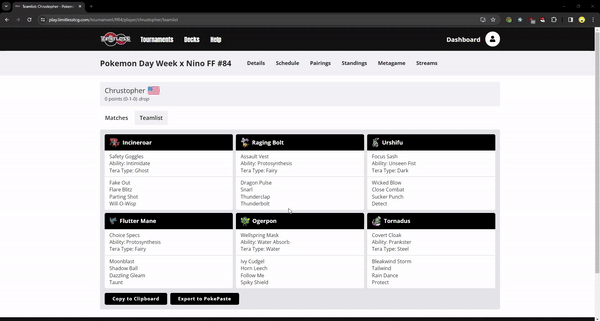 Teamlist: Chrustopher | Pokemon
play.limitlesstcg.com/tournament/ff84/player/chrustopher/teamlist
LIMITLESS
Tournaments Decks Help
Dashboard
Pokemon Day Week x Nino FF #84
Details Schedule Pairings Standings Metagame Streams
Chrustopher
0 points (0-1-0) drop
Matches Teamlist
Incineroar
Safety Goggles
Ability: Intimidate
Tera Type: Ghost
Fake Out
Flare Blitz
Parting Shot
Will-O-Wisp
Raging Bolt
Assault Vest
Ability: Protosynthesis
Tera Type: Fairy
Dragon Pulse
Snarl
Thunderclap
Thunderbolt
Urshifu
Focus Sash
Ability: Unseen Fist
Tera Type: Dark
Wicked Blow
Close Combat
Sucker Punch
Detect
Flutter Mane
Choice Specs
Ability: Protosynthesis
Tera Type: Fairy
Moonblast
Shadow Ball
Dazzling Gleam
Taunt
Ogerpon
Wellspring Mask
Ability: Water Absorb
Tera Type: Water
Ivy Cudgel
Horn Leech
Follow Me
Spiky Shield
Tornadus
Covert Cloak
Ability: Prankster
Tera Type: Steel
Bleakwind Storm
Tailwind
Rain Dance
Protect
Copy to Clipboard
Export to PokePaste